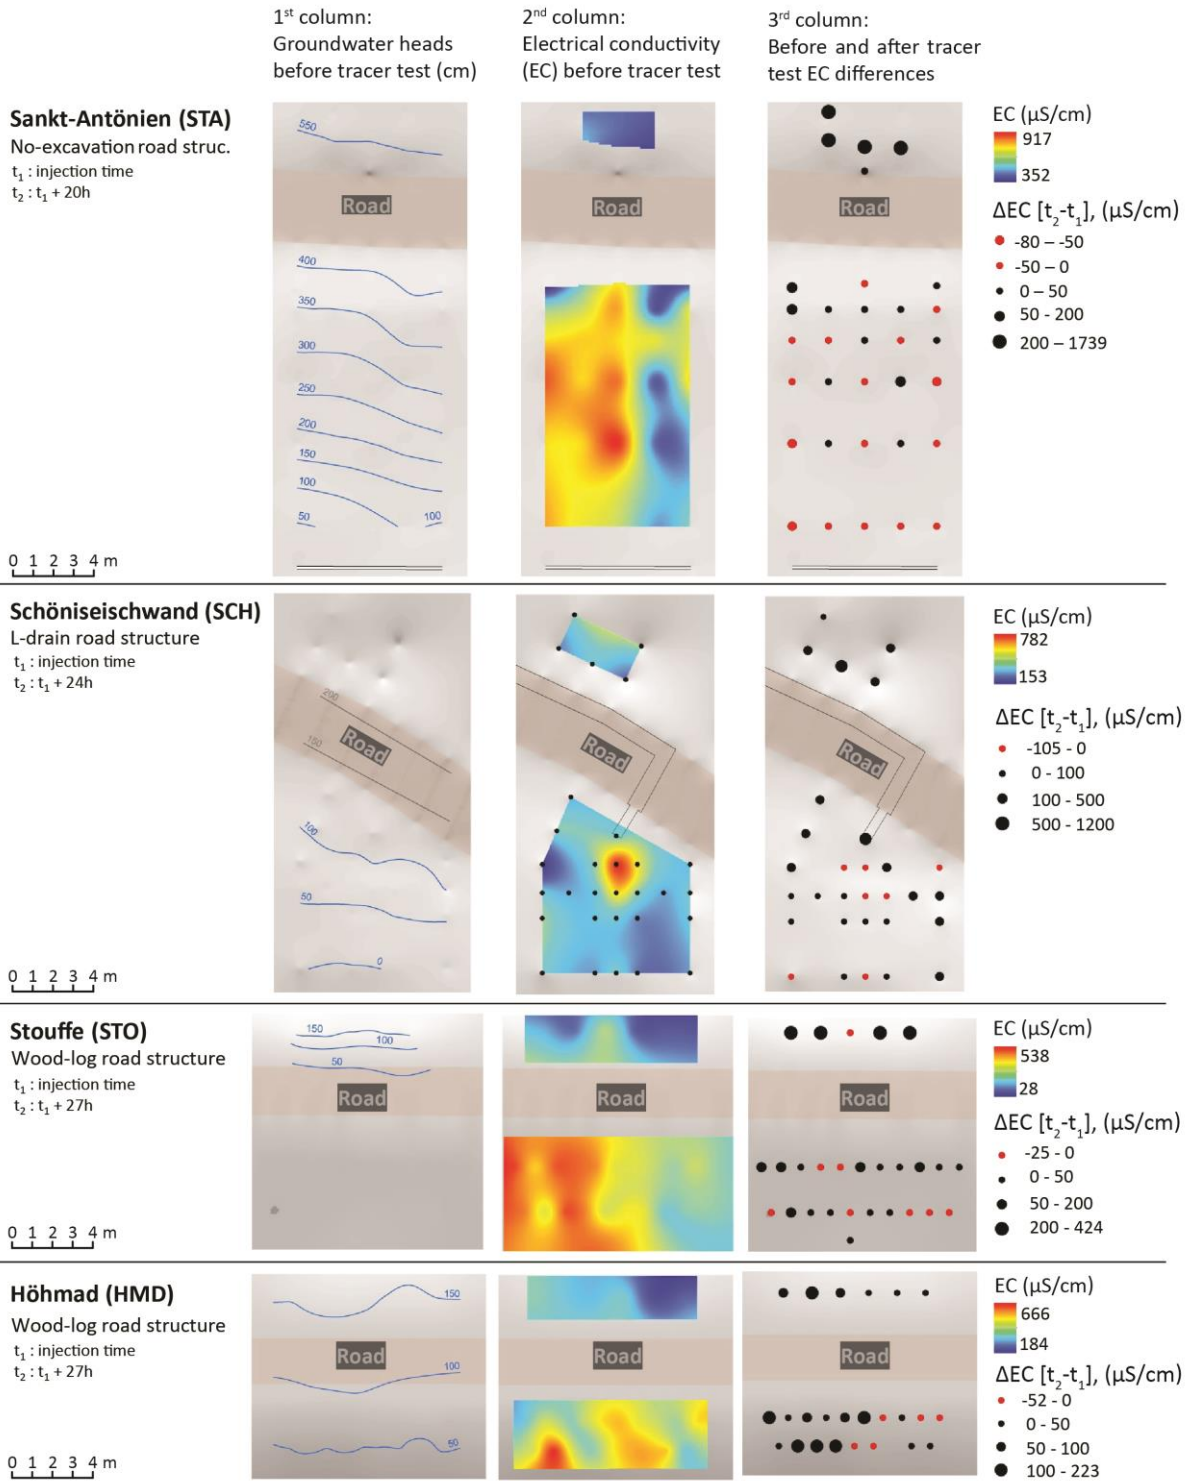 1st column:
Groundwater heads
before tracer test (cm)
2nd column:
Electrical conductivity
(EC) before tracer test
3rd column:
Before and after tracer
test EC differences
Sankt-Antönien (STA)
No-excavation road struc.
t1 : injection time
t2 : t1 + 20h
550
Road
400
350
300
250
200
150
100
50
100
Road
Road
EC (µS/cm)
917
352
ΔEC [t2-t1], (µS/cm)
-80 – -50
-50 – 0
0 – 50
50 - 200
200 – 1739
0 1 2 3 4 m
Schöniseischwand (SCH)
L-drain road structure
t1 : injection time
t2 : t1 + 24h
200
150
Road
100
50
0
Road
Road
EC (µS/cm)
782
153
ΔEC [t2-t1], (µS/cm)
-105 - 0
0 - 100
100 - 500
500 - 1200
0 1 2 3 4 m
Stouffe (STO)
Wood-log road structure
t1 : injection time
t2 : t1 + 27h
150
100
50
Road
Road
Road
EC (µS/cm)
538
28
ΔEC [t2-t1], (µS/cm)
-25 - 0
0 - 50
50 - 200
200 - 424
0 1 2 3 4 m
Höhmad (HMD)
Wood-log road structure
t1 : injection time
t2 : t1 + 27h
150
Road
100
50
Road
Road
EC (µS/cm)
666
184
ΔEC [t2-t1], (µS/cm)
-52 - 0
0 - 50
50 - 100
100 - 223
0 1 2 3 4 m